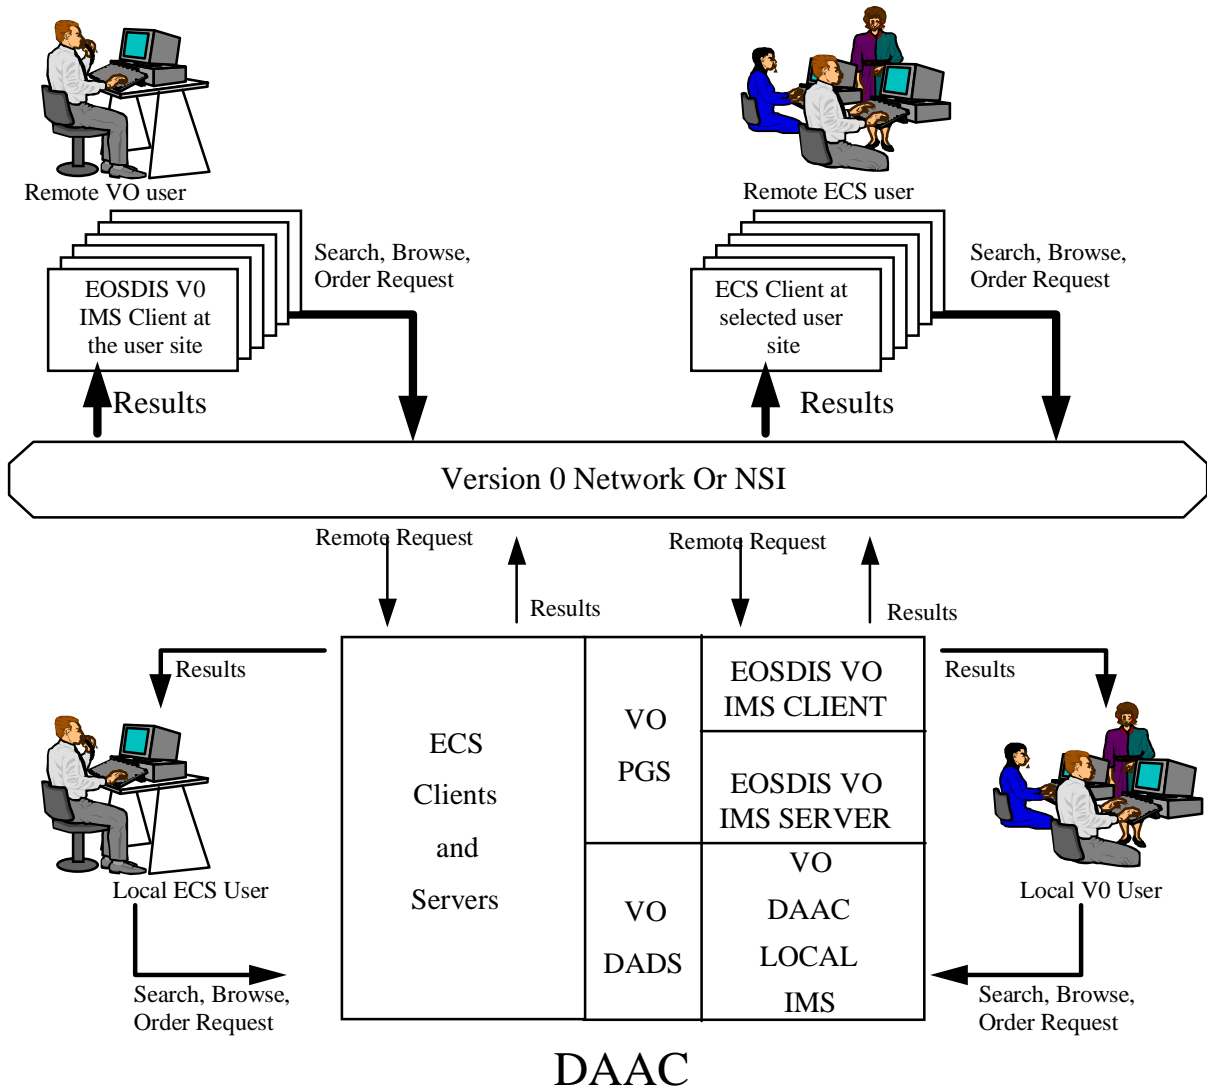 Remote VO user
Remote ECS user
Search, Browse,
Order Request
Search, Browse,
Order Request
EOSDIS V0
IMS Client at
the user site
ECS Client at
selected user
site
Results
Results
Version 0 Network Or NSI
Remote Request
Remote Request
Results
Results
Results
Results
ECS
Clients
and
Servers
VO
PGS
EOSDIS VO
IMS CLIENT
EOSDIS VO
IMS SERVER
VO
DADS
VO
DAAC
LOCAL
IMS
Local ECS User
Local V0 User
Search, Browse,
Order Request
Search, Browse,
Order Request
DAAC